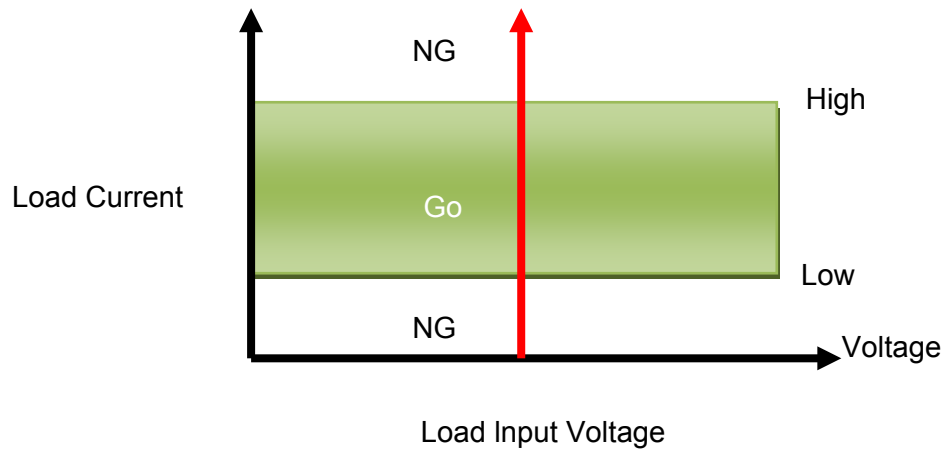 NG
High
Load Current
Go
Low
NG
Voltage
Load Input Voltage